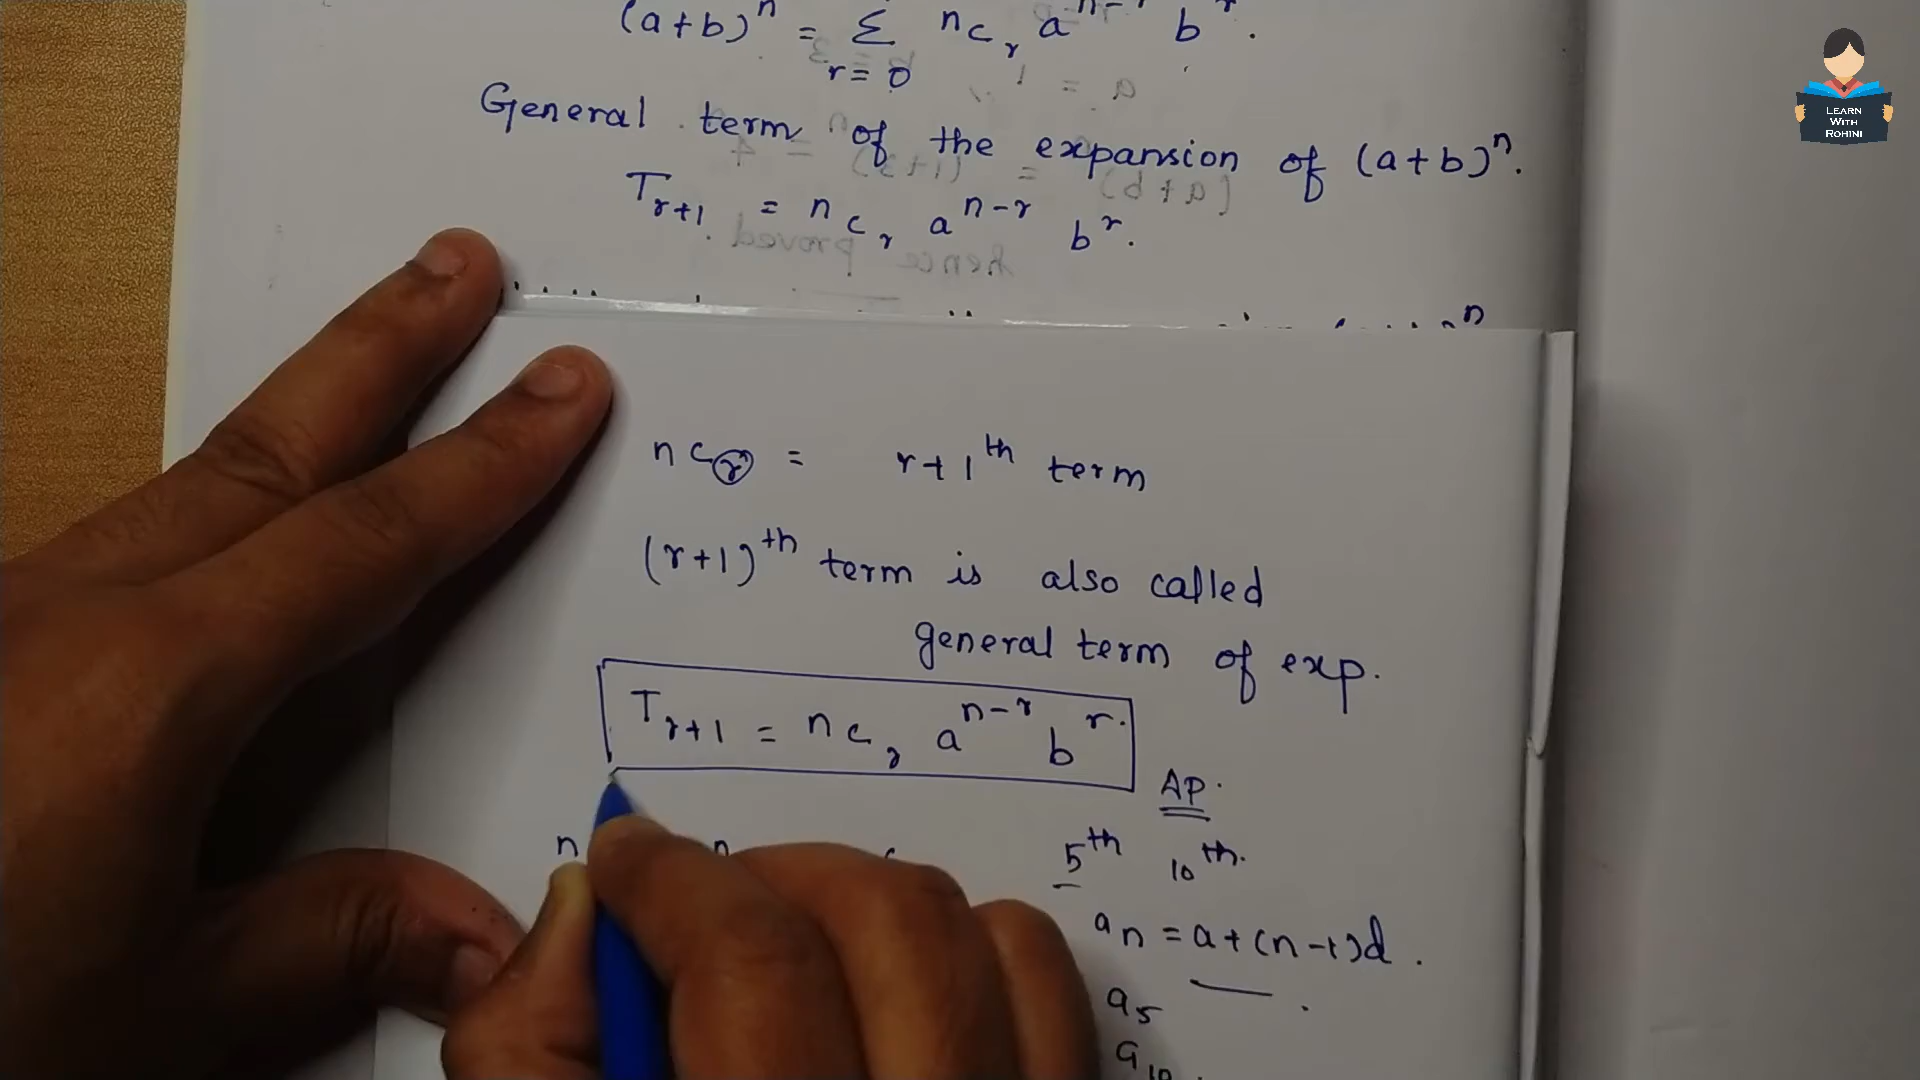 (a+b)ⁿ = Σ nCᵣ aⁿ⁻ʳ bʳ.
r=0
General term of the expansion of (a+b)ⁿ.
Tᵣ₊₁ = nCᵣ aⁿ⁻ʳ bʳ.
n
nCᵣ = r+1ᵗʰ term
(r+1)ᵗʰ term is also called
general term of exp.
Tᵣ₊₁ = nCᵣ aⁿ⁻ʳ bʳ.
AP.
n n 5ᵗʰ 10ᵗʰ.
aₙ = a+(n-1)d.
a₅
a₁₀.
LEARN
WITH
ROHINI